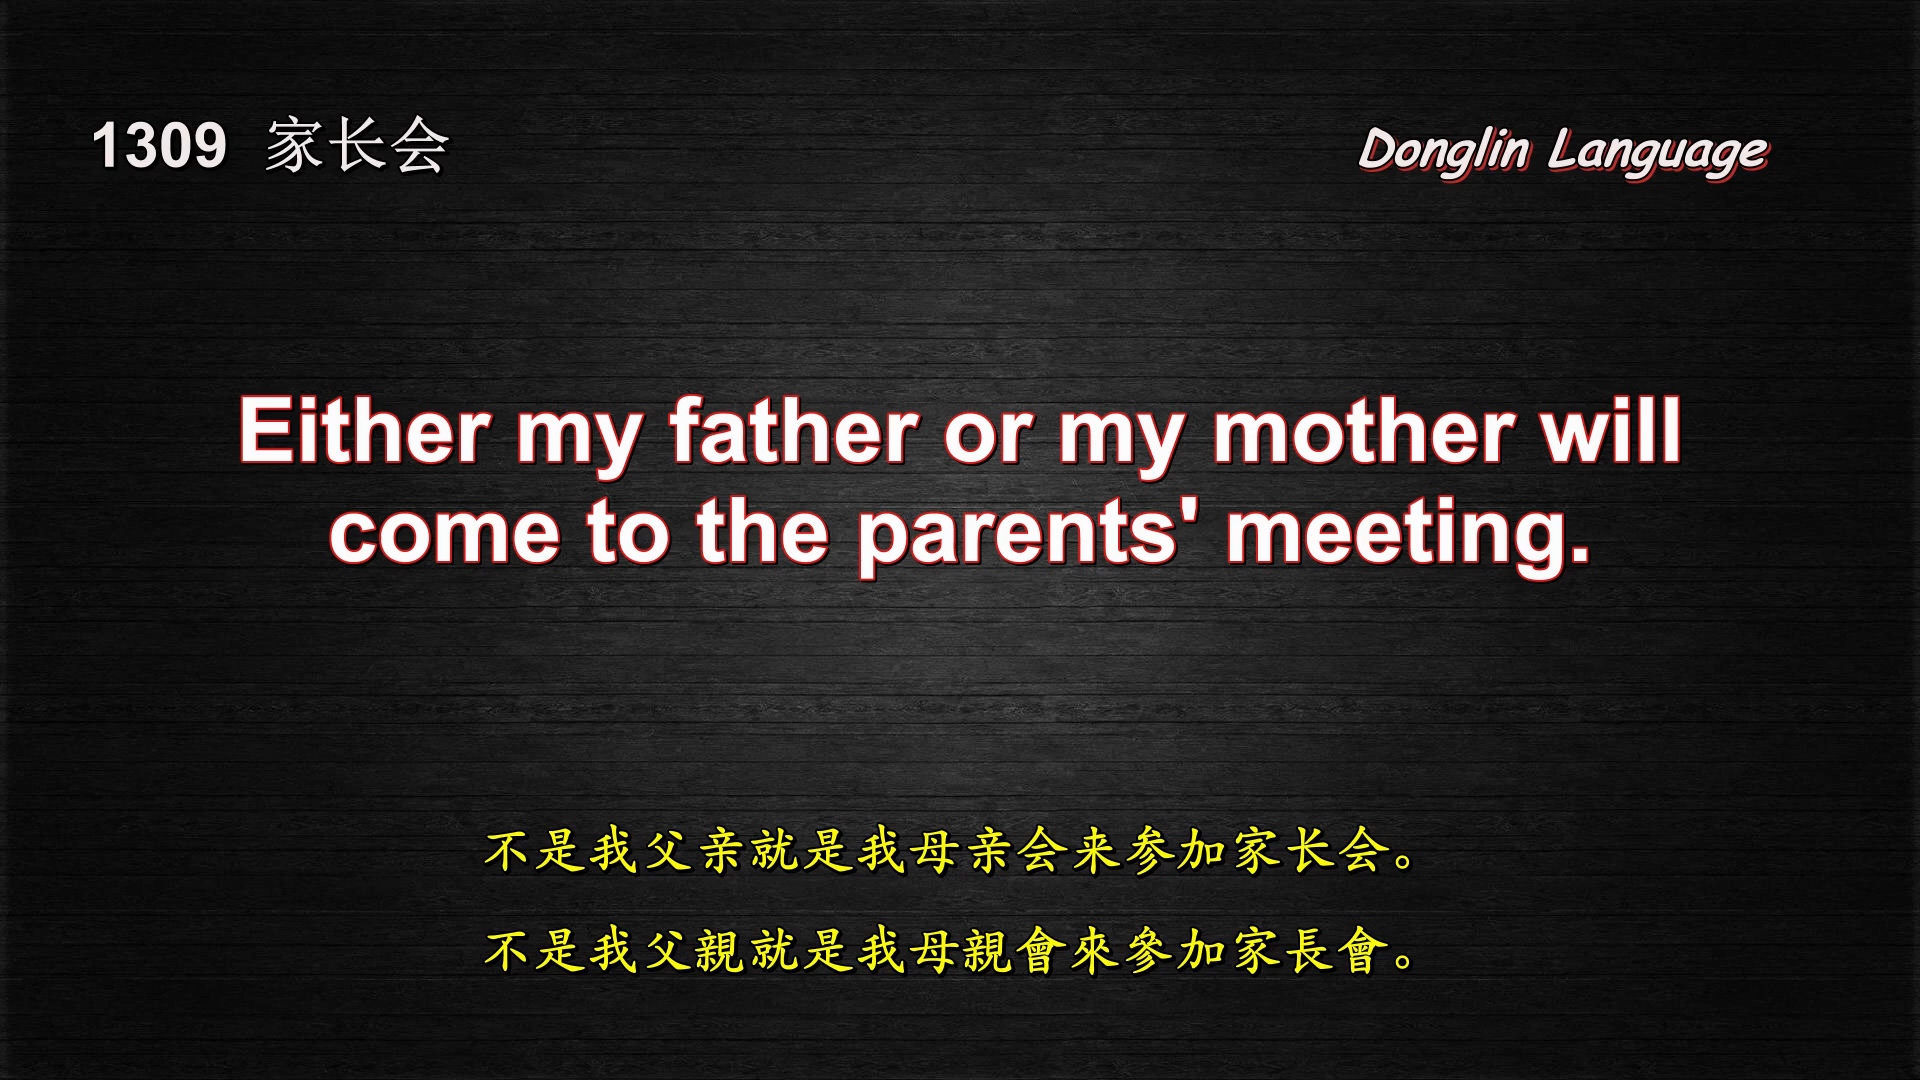 1309 家长会
Donglin Language
Either my father or my mother will
come to the parents' meeting.
不是我父亲就是我母亲会来参加家长会。
不是我父親就是我母親會來參加家長會。